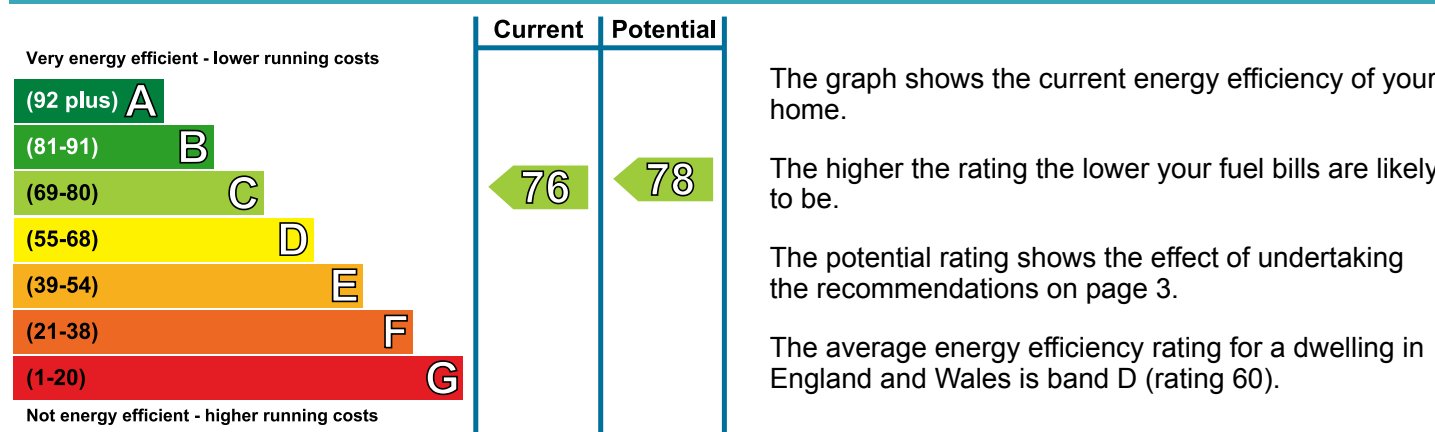 Current Potential
Very energy efficient - lower running costs
(92 plus) A
(81-91) B
(69-80) C
(55-68) D
(39-54) E
(21-38) F
(1-20) G
Not energy efficient - higher running costs
76 78
The graph shows the current energy efficiency of your
home.
The higher the rating the lower your fuel bills are likely
to be.
The potential rating shows the effect of undertaking
the recommendations on page 3.
The average energy efficiency rating for a dwelling in
England and Wales is band D (rating 60).